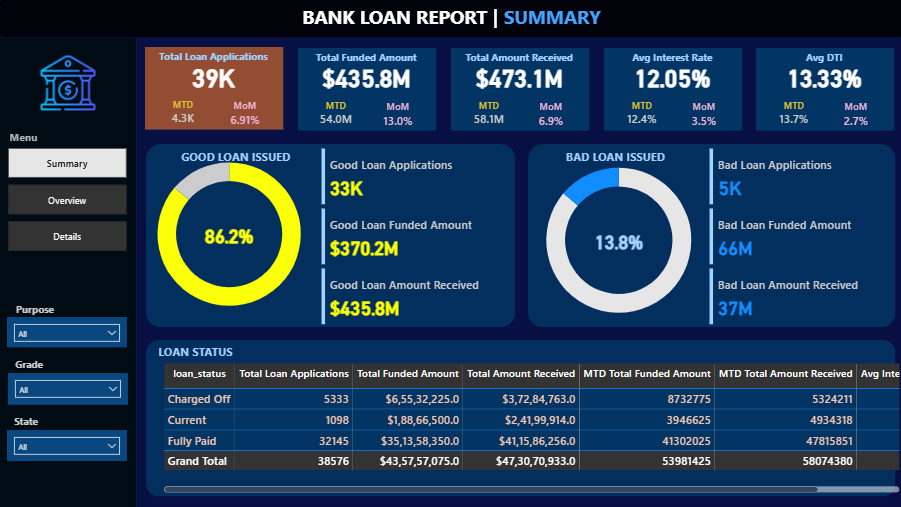 BANK LOAN REPORT | SUMMARY
Menu
Summary
Overview
Details
Purpose
All
Grade
All
State
All
Total Loan Applications
39K
MTD MoM
4.3K 6.91%
Total Funded Amount
$435.8M
MTD MoM
54.0M 13.0%
Total Amount Received
$473.1M
MTD MoM
58.1M 6.9%
Avg Interest Rate
12.05%
MTD MoM
12.4% 3.5%
Avg DTI
13.33%
MTD MoM
13.7% 2.7%
GOOD LOAN ISSUED
86.2%
Good Loan Applications
33K
Good Loan Funded Amount
$370.2M
Good Loan Amount Received
$435.8M
BAD LOAN ISSUED
13.8%
Bad Loan Applications
5K
Bad Loan Funded Amount
66M
Bad Loan Amount Received
37M
LOAN STATUS
loan_status Total Loan Applications Total Funded Amount Total Amount Received MTD Total Funded Amount MTD Total Amount Received Avg Inte
Charged Off 5333 $6,55,32,225.0 $3,72,84,763.0 8732775 5324211
Current 1098 $1,88,66,500.0 $2,41,99,914.0 3946625 4934318
Fully Paid 32145 $35,13,58,350.0 $41,15,86,256.0 41302025 47815851
Grand Total 38576 $43,57,57,075.0 $47,30,70,933.0 53981425 58074380